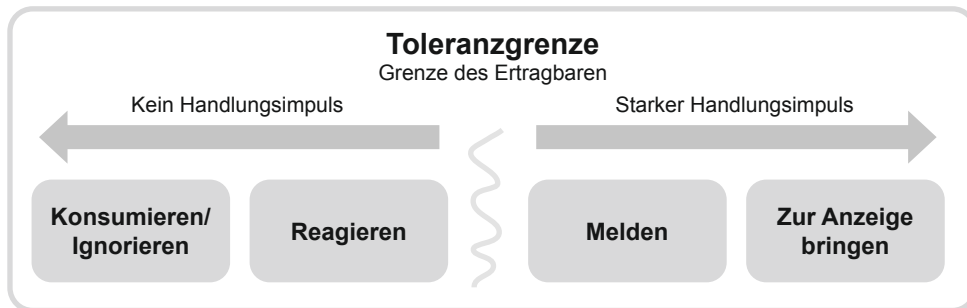 Toleranzgrenze
Grenze des Ertragbaren
Kein Handlungsimpuls
Starker Handlungsimpuls
Konsumieren/
Ignorieren
Reagieren
Melden
Zur Anzeige
bringen